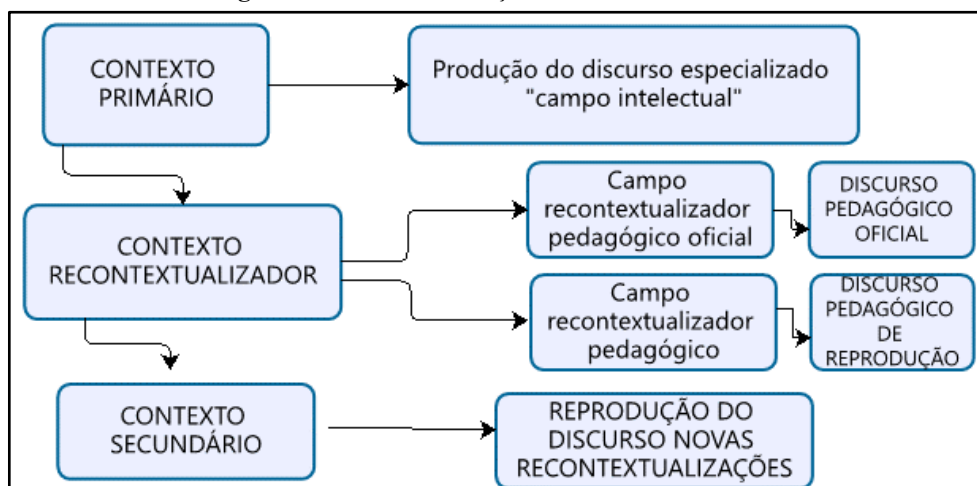 CONTEXTO
PRIMÁRIO
Produção do discurso especializado
"campo intelectual"
CONTEXTO
RECONTEXTUALIZADOR
Campo
recontextualizador
pedagógico oficial
DISCURSO
PEDAGÓGICO
OFICIAL
Campo
recontextualizador
pedagógico
DISCURSO
PEDAGÓGICO
DE
REPRODUÇÃO
CONTEXTO
SECUNDÁRIO
REPRODUÇÃO DO
DISCURSO NOVAS
RECONTEXTUALIZAÇÕES